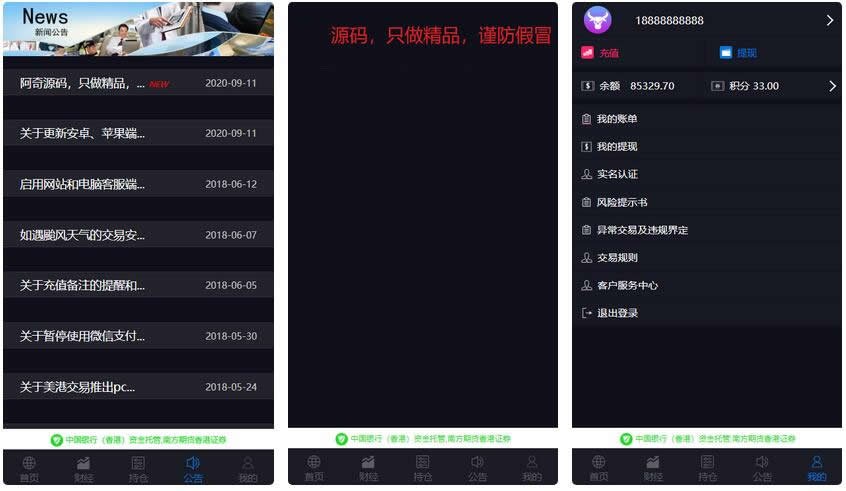 News
新闻公告
阿奇源码，只做精品，... NEW 2020-09-11
关于更新安卓、苹果端... 2020-09-11
启用网站和电脑客服端... 2018-06-12
如遇飚风天气的交易安... 2018-06-07
关于充值备注的提醒和... 2018-06-05
关于暂停使用微信支付... 2018-05-30
关于美港交易推出pc... 2018-05-24
中国银行（香港）资金托管,南方期货香港证券
首页 财经 持仓 公告 我的
源码，只做精品，谨防假冒
中国银行（香港）资金托管,南方期货香港证券
首页 财经 持仓 公告 我的
18888888888
充值 提现
余额 85329.70 积分 33.00
我的账单
我的提现
实名认证
风险提示书
异常交易及违规界定
交易规则
客户服务中心
退出登录
中国银行（香港）资金托管,南方期货香港证券
首页 财经 持仓 公告 我的